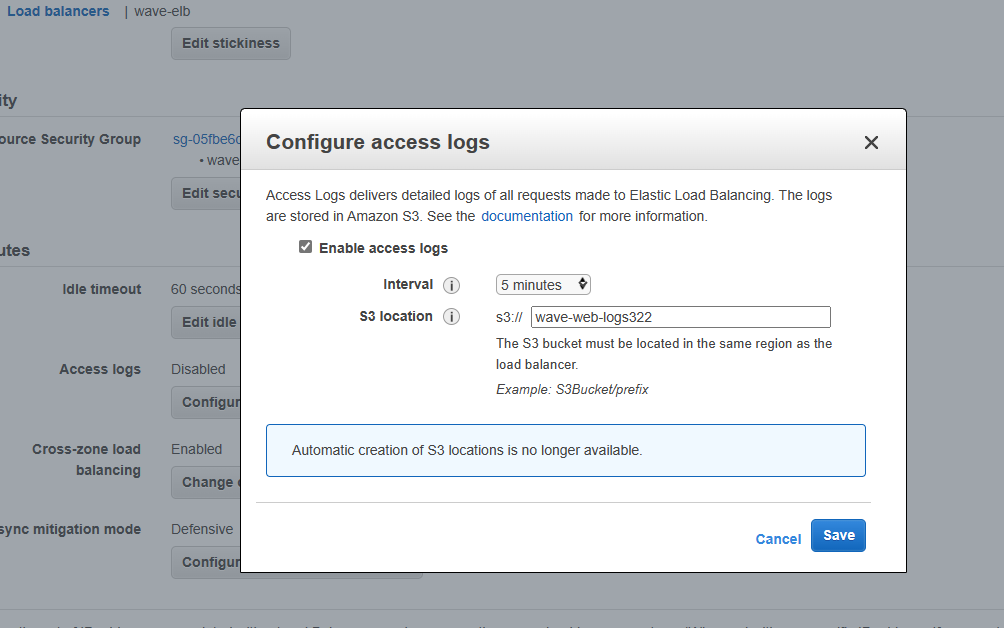 Load balancers | wave-elb
Edit stickiness
ity
ource Security Group sg-05fbe6
• wave
Edit secu
utes
Idle timeout 60 seconds
Edit idle
Access logs Disabled
Configur
Cross-zone load balancing Enabled
Change
sync mitigation mode Defensive
Configur
Configure access logs
Access Logs delivers detailed logs of all requests made to Elastic Load Balancing. The logs
are stored in Amazon S3. See the documentation for more information.
Enable access logs
Interval i 5 minutes
S3 location i s3:// wave-web-logs322
The S3 bucket must be located in the same region as the
load balancer.
Example: S3Bucket/prefix
Automatic creation of S3 locations is no longer available.
Cancel Save